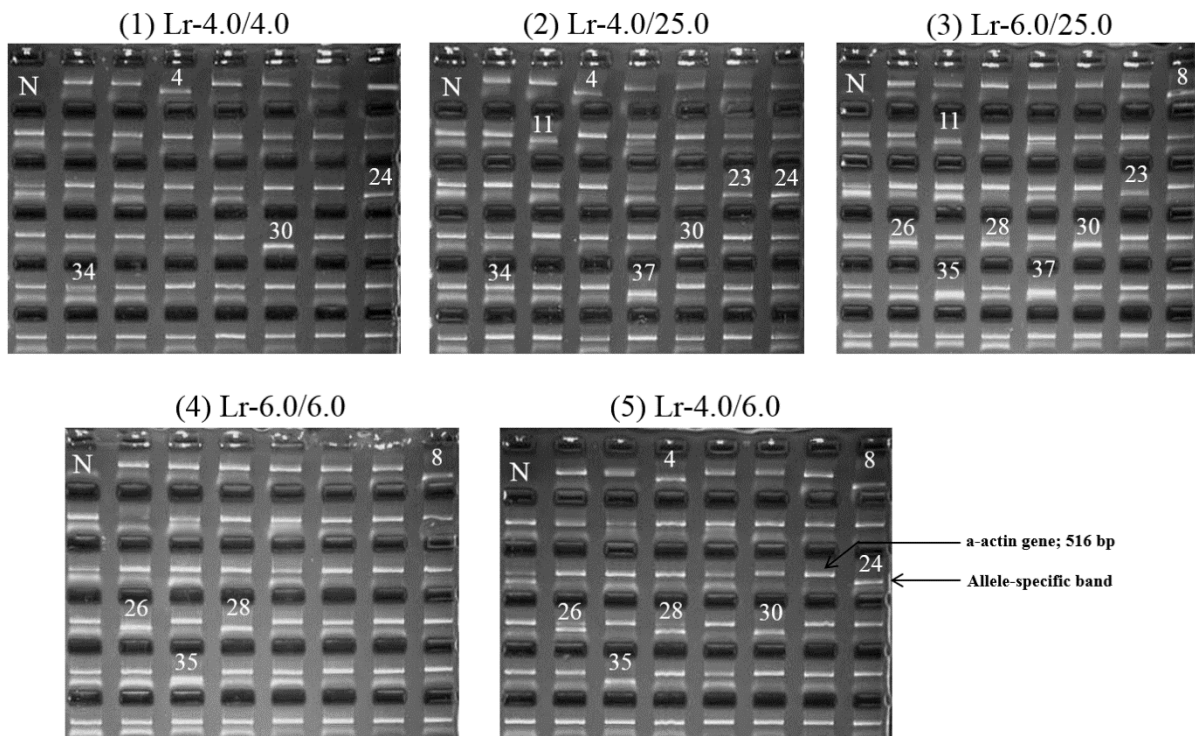 (1) Lr-4.0/4.0
N
4
24
30
34
(2) Lr-4.0/25.0
N
4
11
23 24
30
34 37
(3) Lr-6.0/25.0
N
8
11
23
26 28 30
35 37
(4) Lr-6.0/6.0
N
8
26 28
35
(5) Lr-4.0/6.0
N
4 8
24
26 28 30
35
a-actin gene; 516 bp
Allele-specific band